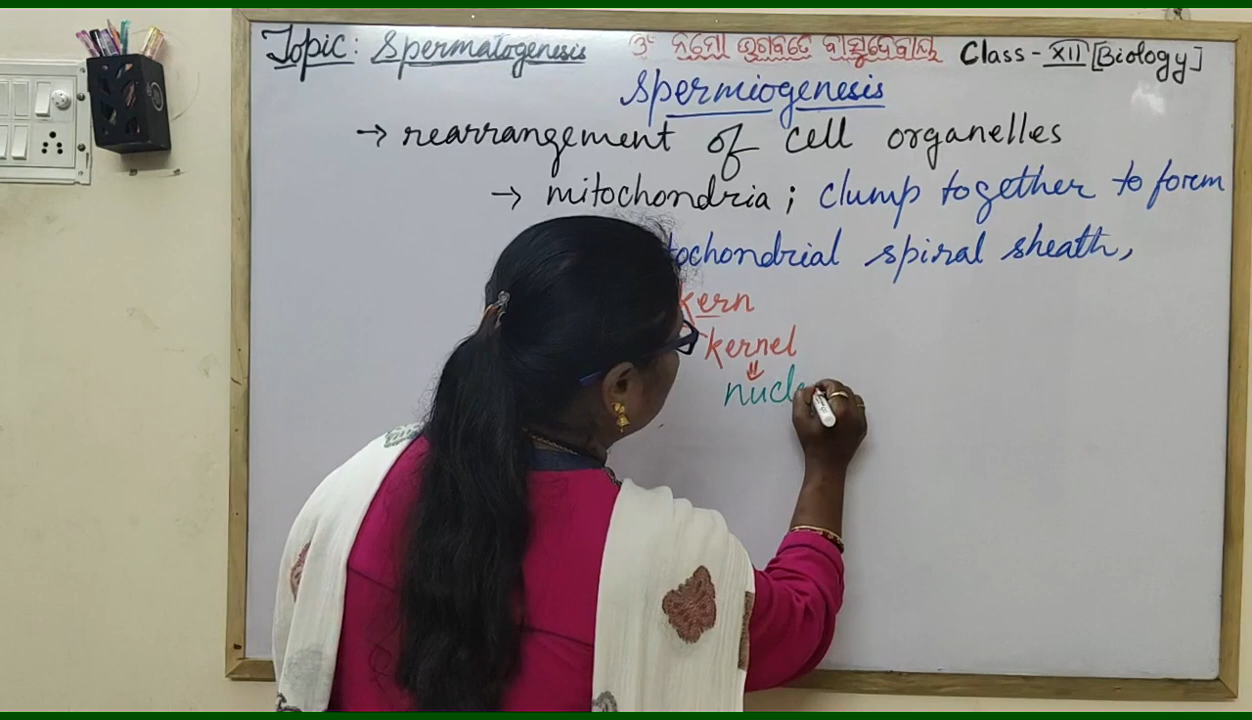 Topic: Spermatogenesis ଓଁ ନମୋ ଭଗବତେ ବାସୁଦେବାୟ Class - XII [Biology]
Spermiogenesis
→ rearrangement of cell organelles
→ mitochondria ; clump together to form
tochondrial spiral sheath,
kern
kernel
⇓
nucle